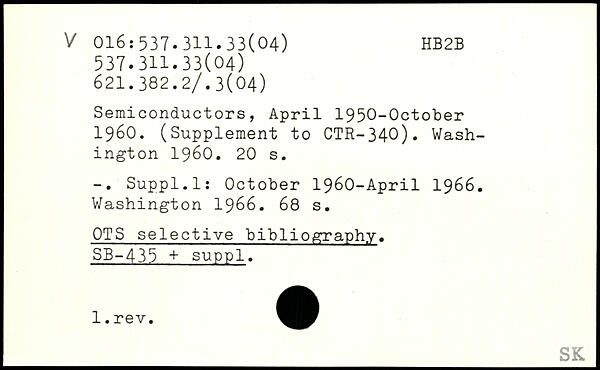 V 016:537.311.33(04) HB2B
537.311.33(04)
621.382.2/.3(04)
Semiconductors, April 1950-October
1960. (Supplement to CTR-340). Wash-
ington 1960. 20 s.
-. Suppl.1: October 1960-April 1966.
Washington 1966. 68 s.
OTS selective bibliography.
SB-435 + suppl.
1.rev.
SK